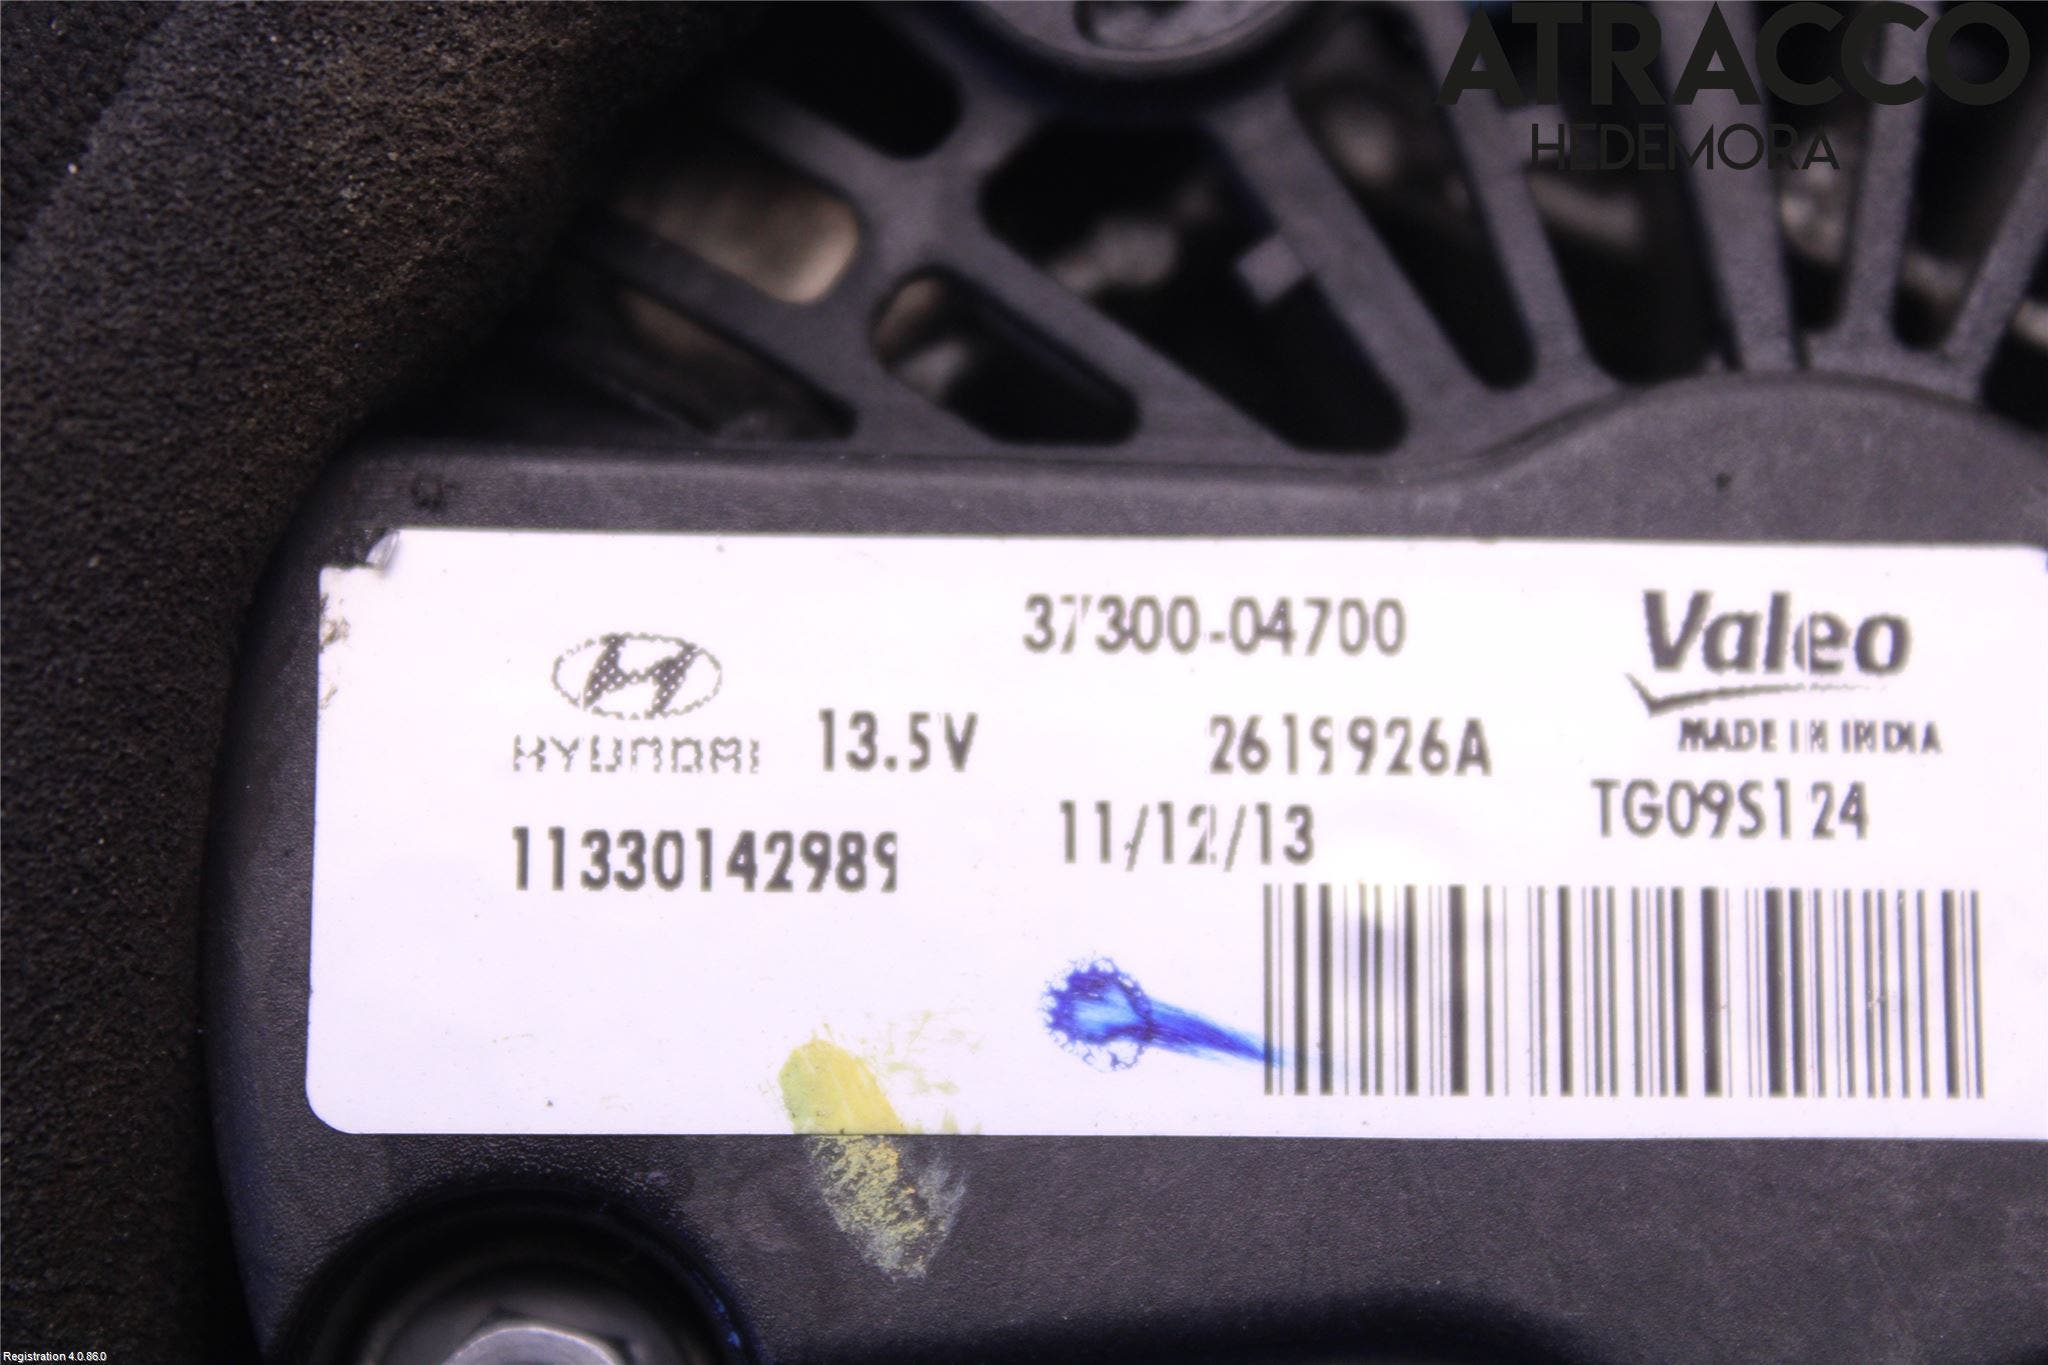 ATRACCO
HEDEMORA
37300-04700
Valeo
HYUNDAI
13.5V
2619926A
MADE IN INDIA
TG09S124
11330142989
11/12/13
Registration 4.0.86.0